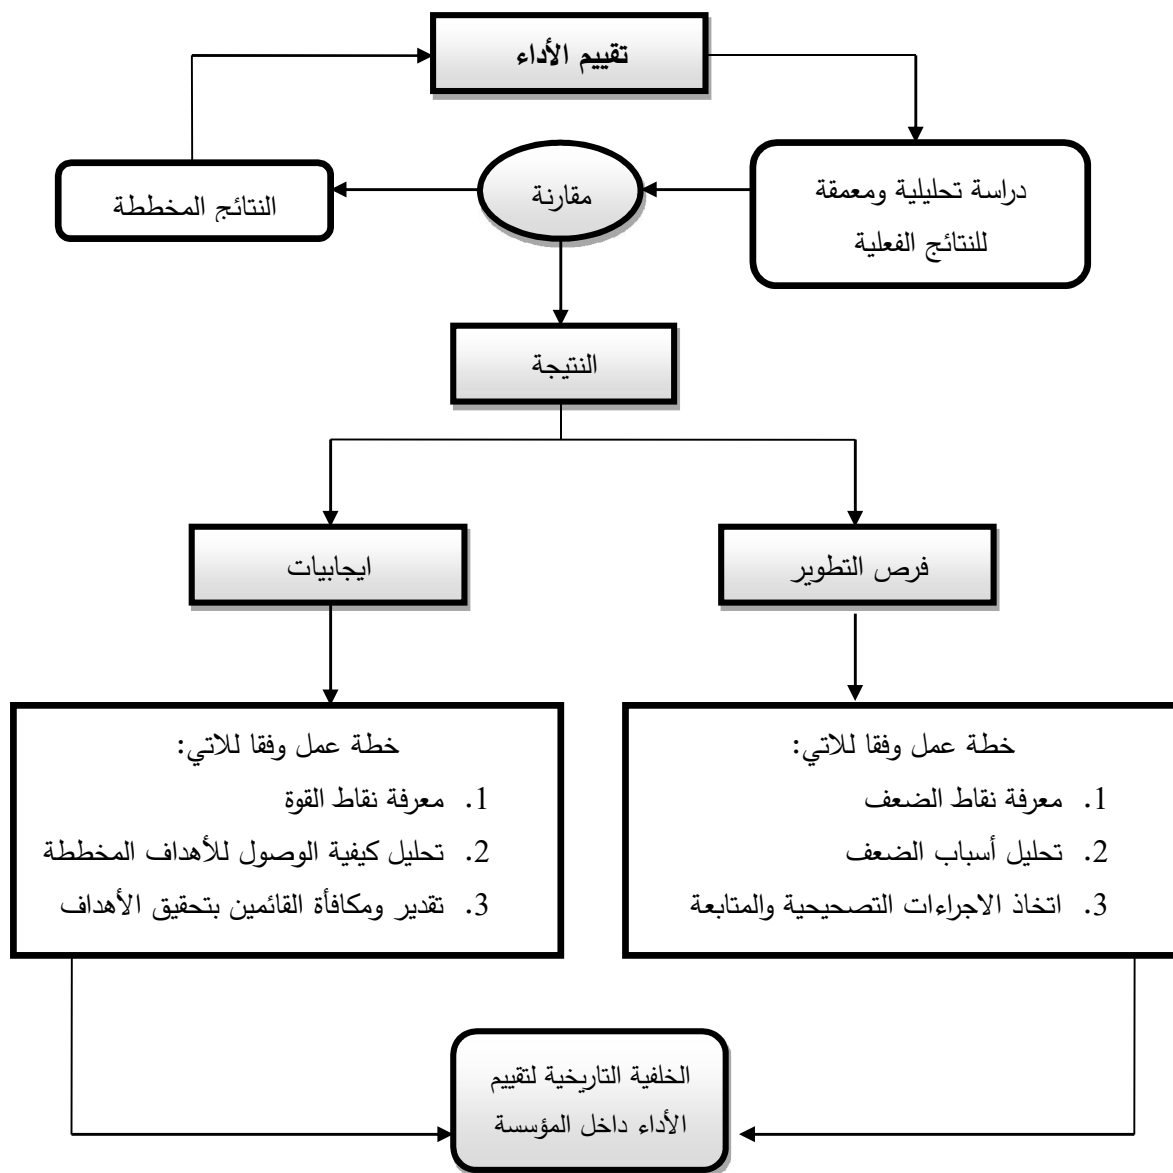 تقييم الأداء
دراسة تحليلية ومعمقة
للنتائج الفعلية
مقارنة
النتائج المخططة
النتيجة
فرص التطوير
ايجابيات
خطة عمل وفقا للاتي:
1. معرفة نقاط الضعف
2. تحليل أسباب الضعف
3. اتخاذ الاجراءات التصحيحية والمتابعة
خطة عمل وفقا للاتي:
1. معرفة نقاط القوة
2. تحليل كيفية الوصول للأهداف المخططة
3. تقدير ومكافأة القائمين بتحقيق الأهداف
الخلفية التاريخية لتقييم
الأداء داخل المؤسسة